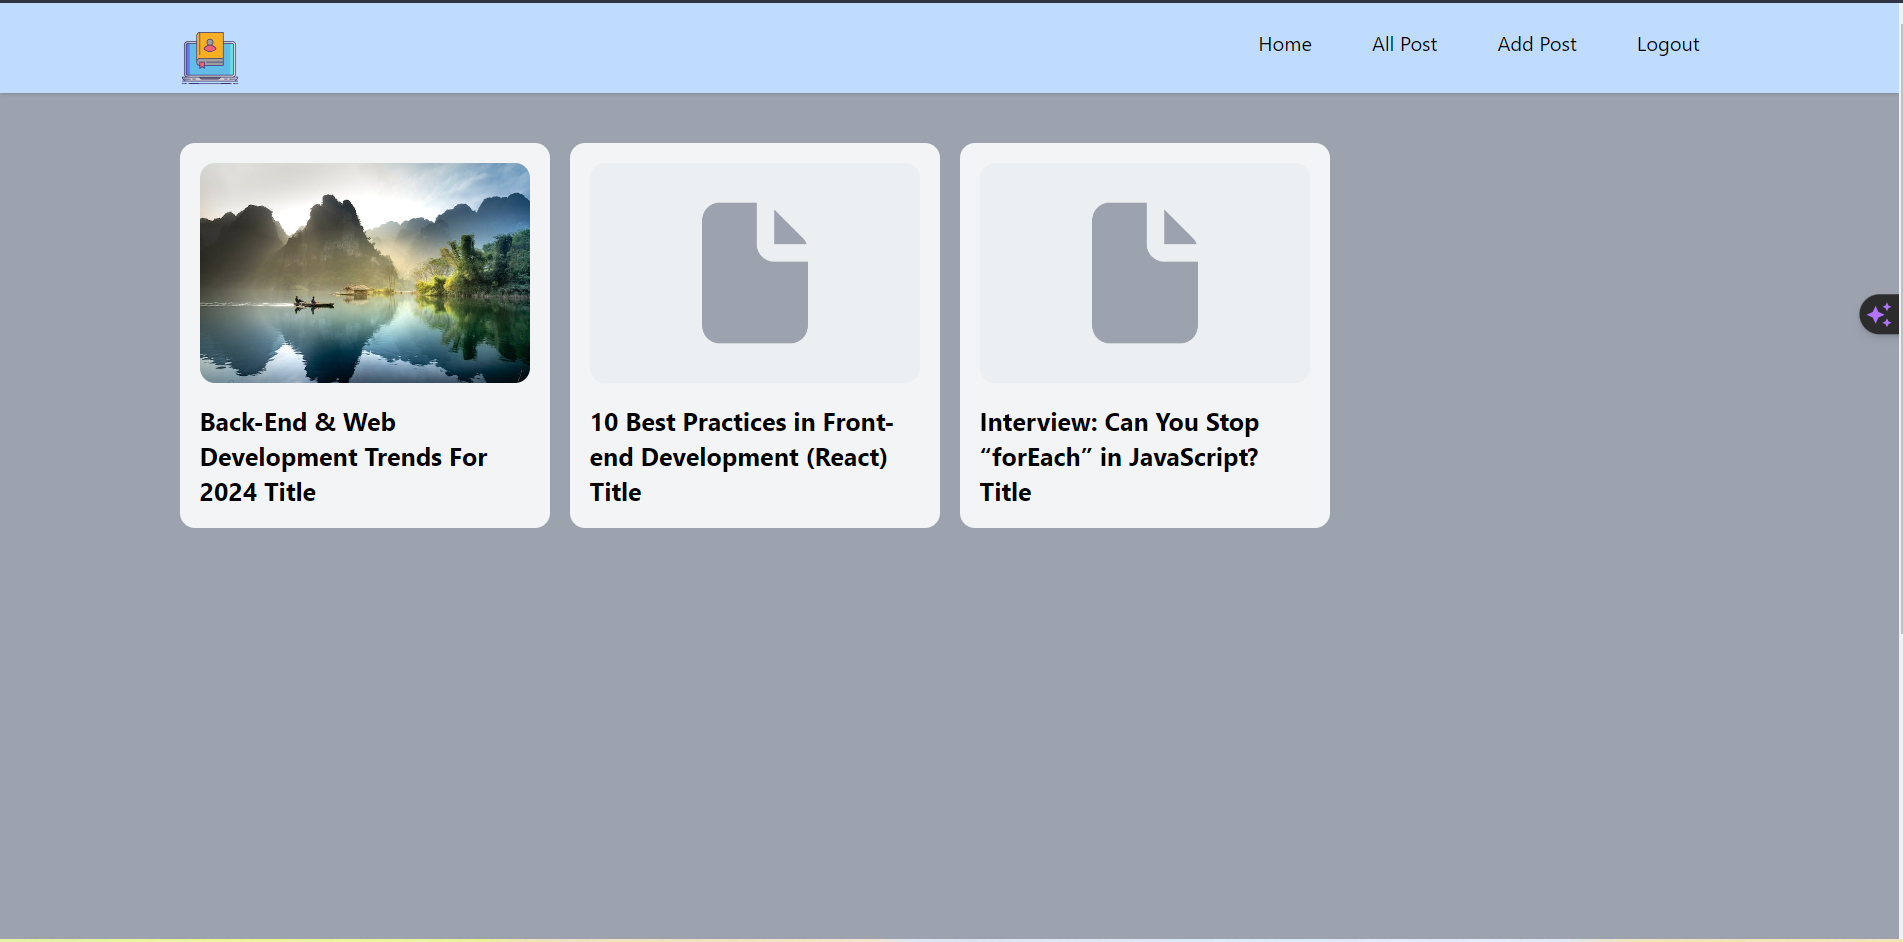 Home
All Post
Add Post
Logout
Back-End & Web
Development Trends For
2024 Title
10 Best Practices in Front-
end Development (React)
Title
Interview: Can You Stop
“forEach” in JavaScript?
Title